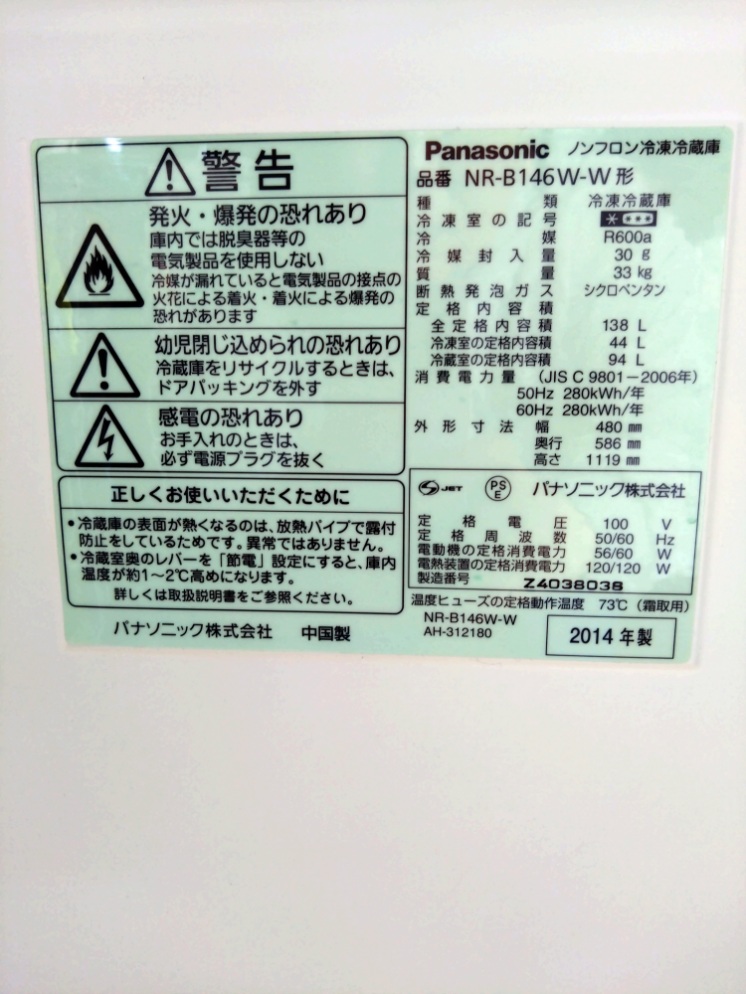 警告
発火・爆発の恐れあり
庫内では脱臭器等の
電気製品を使用しない
冷媒が漏れていると電気製品の接点の
火花による着火・着火による爆発の
恐れがあります
幼児閉じ込められの恐れあり
冷蔵庫をリサイクルするときは、
ドアパッキングを外す
感電の恐れあり
お手入れのときは、
必ず電源プラグを抜く
正しくお使いいただくために
・冷蔵庫の表面が熱くなるのは、放熱パイプで露付
防止をしているためです。異常ではありません。
・冷蔵室奥のレバーを「節電」設定にすると、庫内
温度が約1～2℃高めになります。
詳しくは取扱説明書をご参照ください。
パナソニック株式会社 中国製
Panasonic ノンフロン冷凍冷蔵庫
品番 NR-B146W-W形
種類 冷凍冷蔵庫
冷凍室の記号
冷媒 R600a
冷媒封入量 30 g
質量 33 kg
断熱発泡ガス シクロペンタン
定格内容積
全定格内容積 138 L
冷凍室の定格内容積 44 L
冷蔵室の定格内容積 94 L
消費電力量 (JIS C 9801－2006年)
50Hz 280kWh/年
60Hz 280kWh/年
外形寸法 幅 480 mm
奥行 586 mm
高さ 1119 mm
JET PSE パナソニック株式会社
定格電圧 100 V
定格周波数 50/60 Hz
電動機の定格消費電力 56/60 W
電熱装置の定格消費電力 120/120 W
製造番号 Z4038038
温度ヒューズの定格動作温度 73℃（霜取用）
NR-B146W-W
AH-312180
2014年製